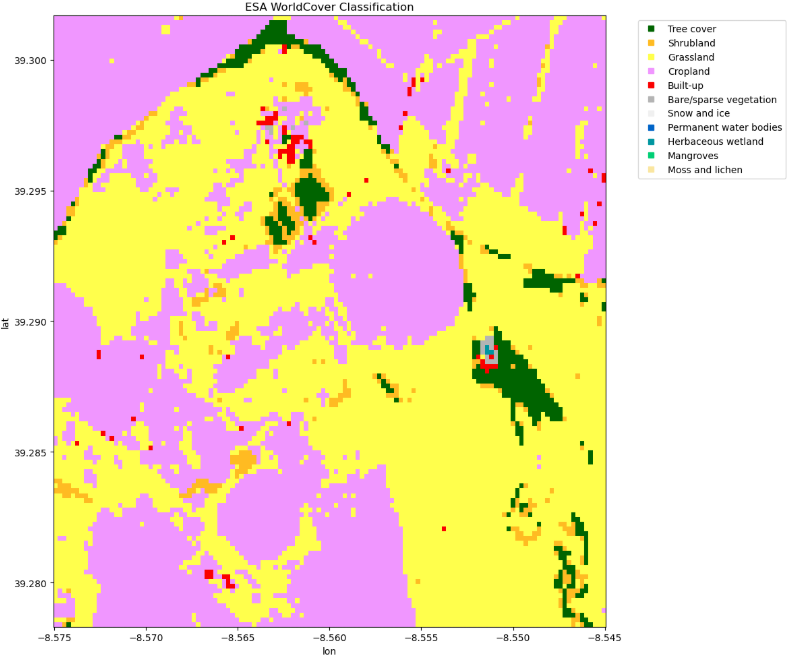 ESA WorldCover Classification
39.300
39.295
39.290
39.285
39.280
lat
−8.575
−8.570
−8.565
−8.560
−8.555
−8.550
−8.545
lon
Tree cover
Shrubland
Grassland
Cropland
Built-up
Bare/sparse vegetation
Snow and ice
Permanent water bodies
Herbaceous wetland
Mangroves
Moss and lichen